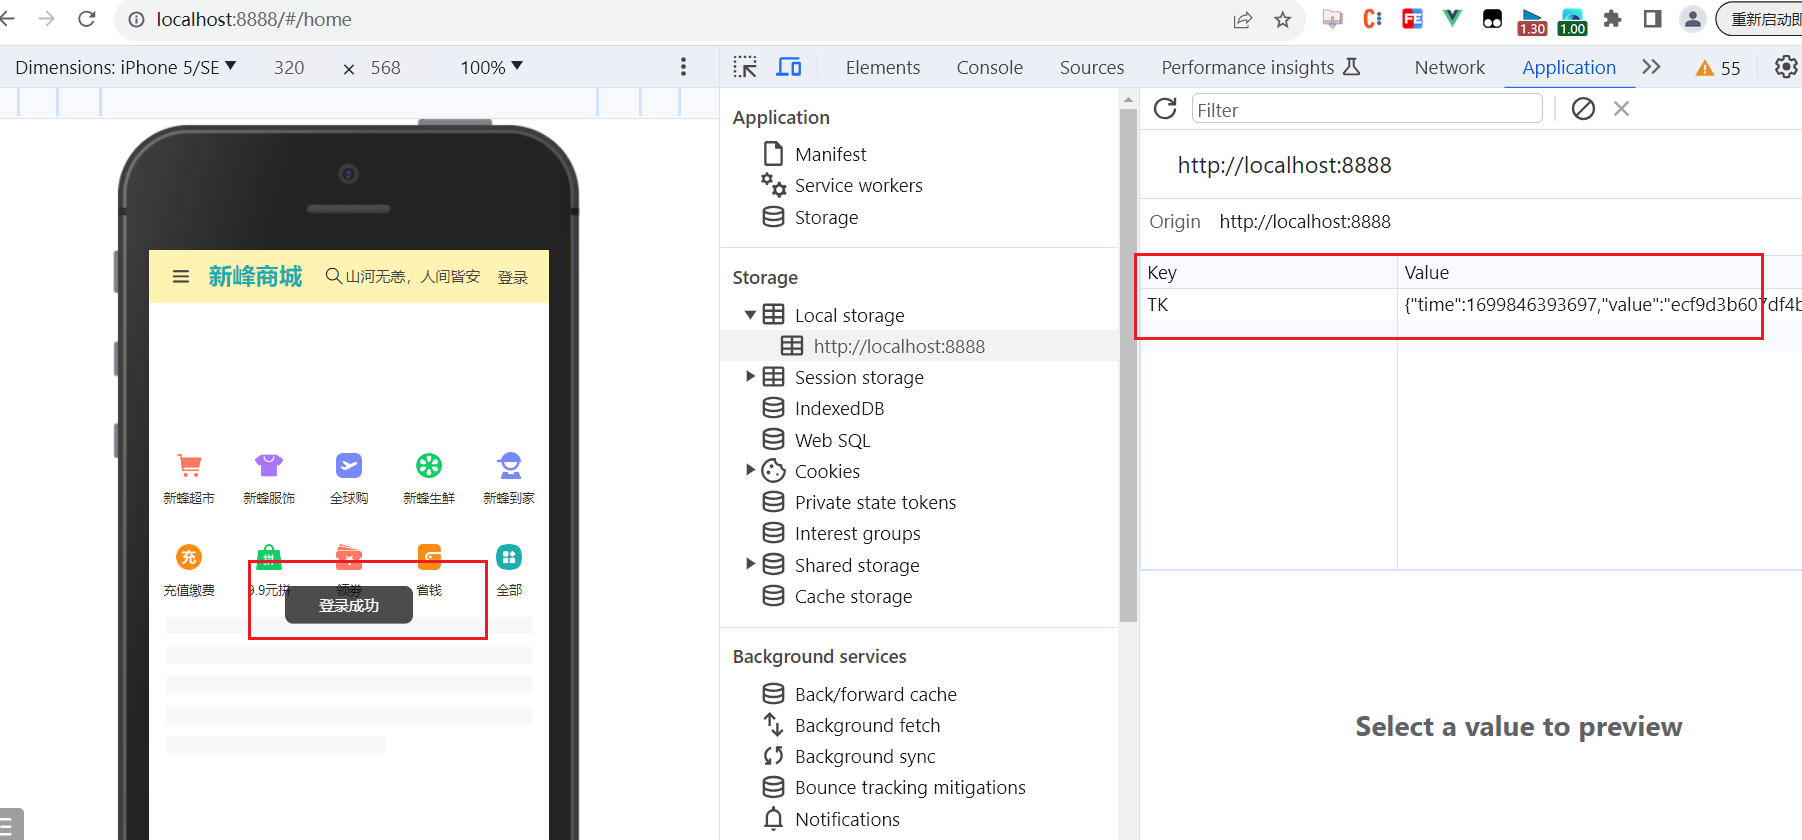 localhost:8888/#/home
1.30
1.00
重新启动即
Dimensions: iPhone 5/SE ▼ 320 × 568 100% ▼
Elements Console Sources Performance insights Network Application 55
新峰商城 山河无恙，人间皆安 登录
新蜂超市 新蜂服饰 全球购 新蜂生鲜 新蜂到家
充 拼 ¥
充值缴费 9.9元拼 领券 省钱 全部
登录成功
Application
Manifest
Service workers
Storage
Storage
Local storage
http://localhost:8888
Session storage
IndexedDB
Web SQL
Cookies
Private state tokens
Interest groups
Shared storage
Cache storage
Background services
Back/forward cache
Background fetch
Background sync
Bounce tracking mitigations
Notifications
Filter
http://localhost:8888
Origin http://localhost:8888
Key Value
TK {"time":1699846393697,"value":"ecf9d3b607df4b
Select a value to preview